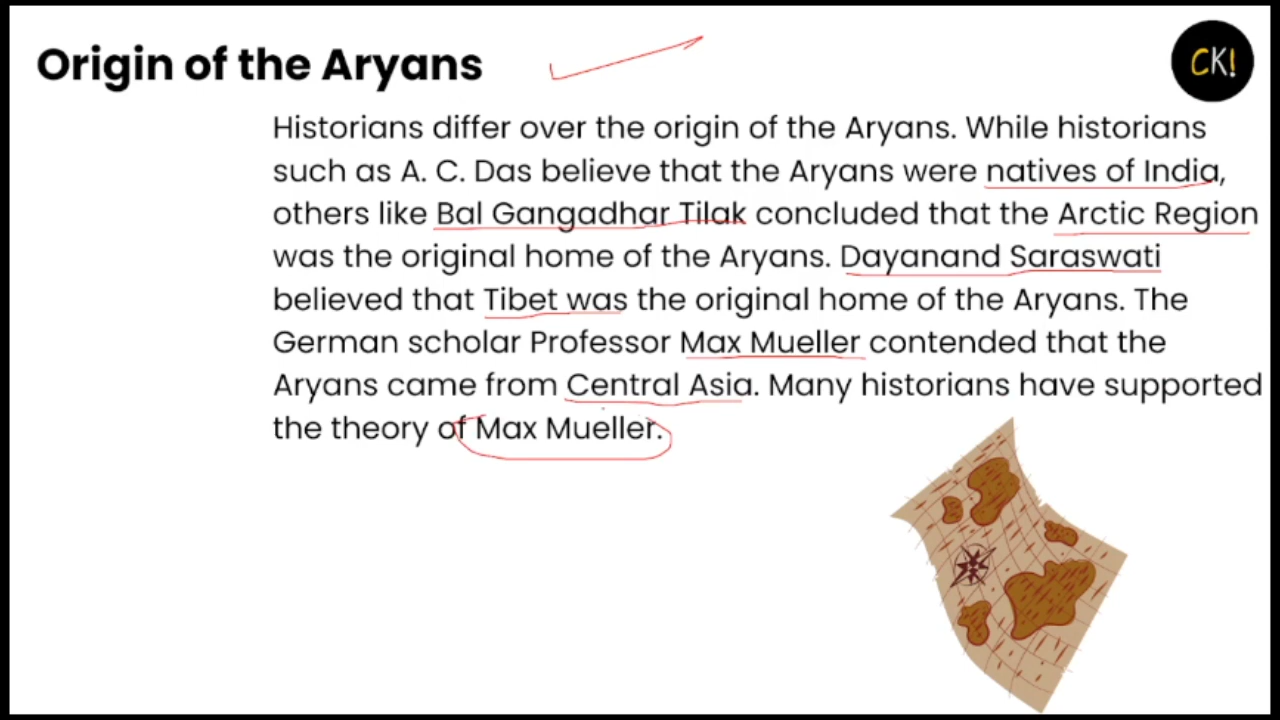 Origin of the Aryans
CK!
Historians differ over the origin of the Aryans. While historians
such as A. C. Das believe that the Aryans were natives of India,
others like Bal Gangadhar Tilak concluded that the Arctic Region
was the original home of the Aryans. Dayanand Saraswati
believed that Tibet was the original home of the Aryans. The
German scholar Professor Max Mueller contended that the
Aryans came from Central Asia. Many historians have supported
the theory of Max Mueller.